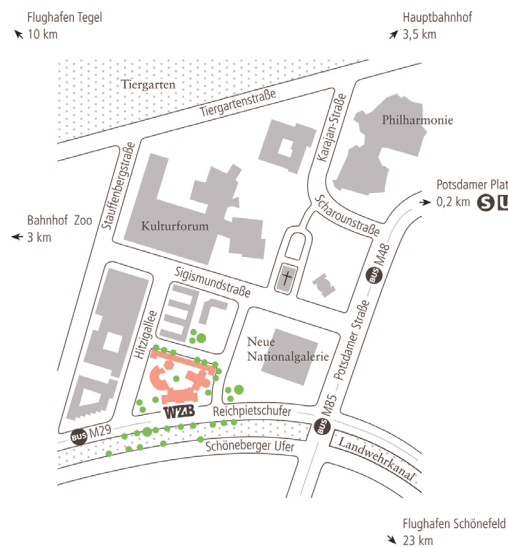 Flughafen Tegel
10 km
Hauptbahnhof
3,5 km
Tiergarten
Tiergartenstraße
Karajan-Straße
Philharmonie
Stauffenbergstraße
Potsdamer Plat
0,2 km S U
Scharounstraße
Bahnhof Zoo
3 km
Kulturforum
BUS M48
Sigismundstraße
Hitzigallee
Neue
Nationalgalerie
Potsdamer Straße
WZB
Reichpietschufer
BUS M29
BUS M85
Schöneberger Ufer
Landwehrkanal
Flughafen Schönefeld
23 km